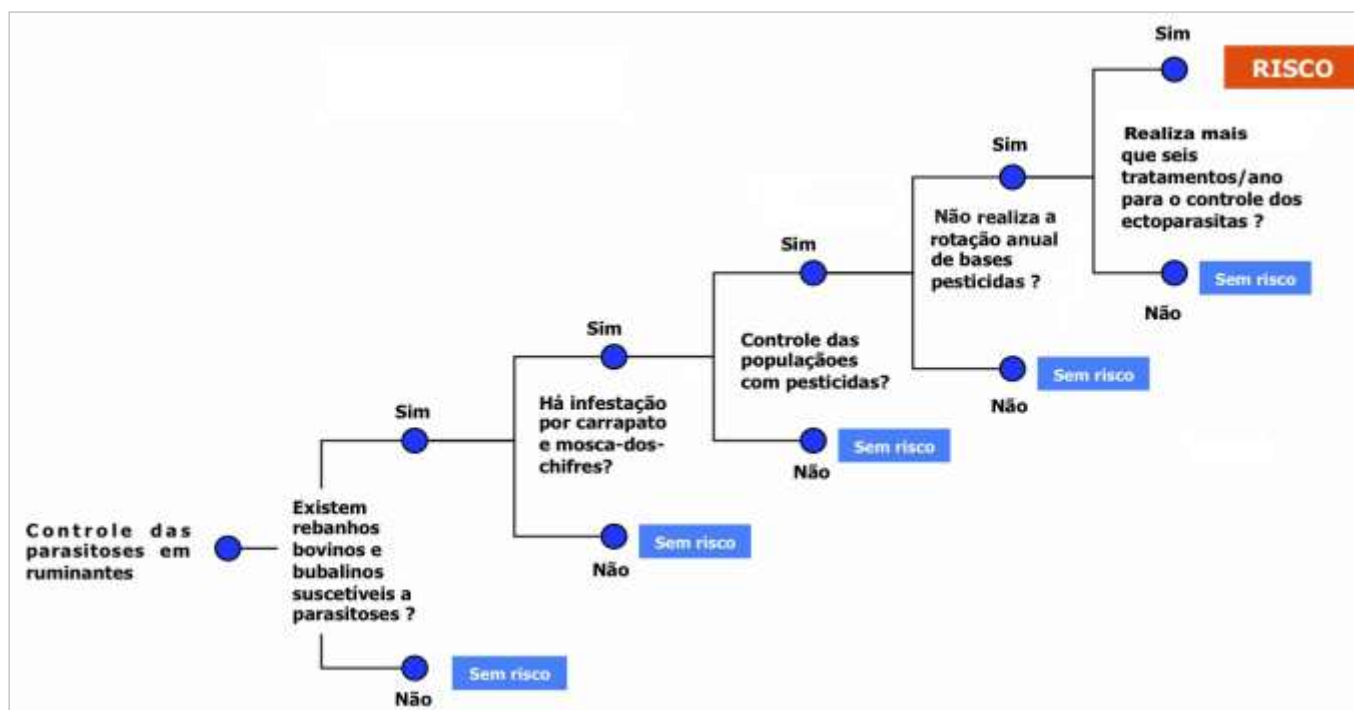 Controle das
parasitoses em
ruminantes
Existem
rebanhos
bovinos e
bubalinos
suscetíveis a
parasitoses ?
Sim
Não
Sem risco
Há infestação
por carrapato
e mosca-dos-
chifres?
Sim
Não
Sem risco
Controle das
populaçãoes
com pesticidas?
Sim
Não
Sem risco
Não realiza a
rotação anual
de bases
pesticidas ?
Sim
Não
Sem risco
Realiza mais
que seis
tratamentos/ano
para o controle dos
ectoparasitas ?
Sim
RISCO
Não
Sem risco